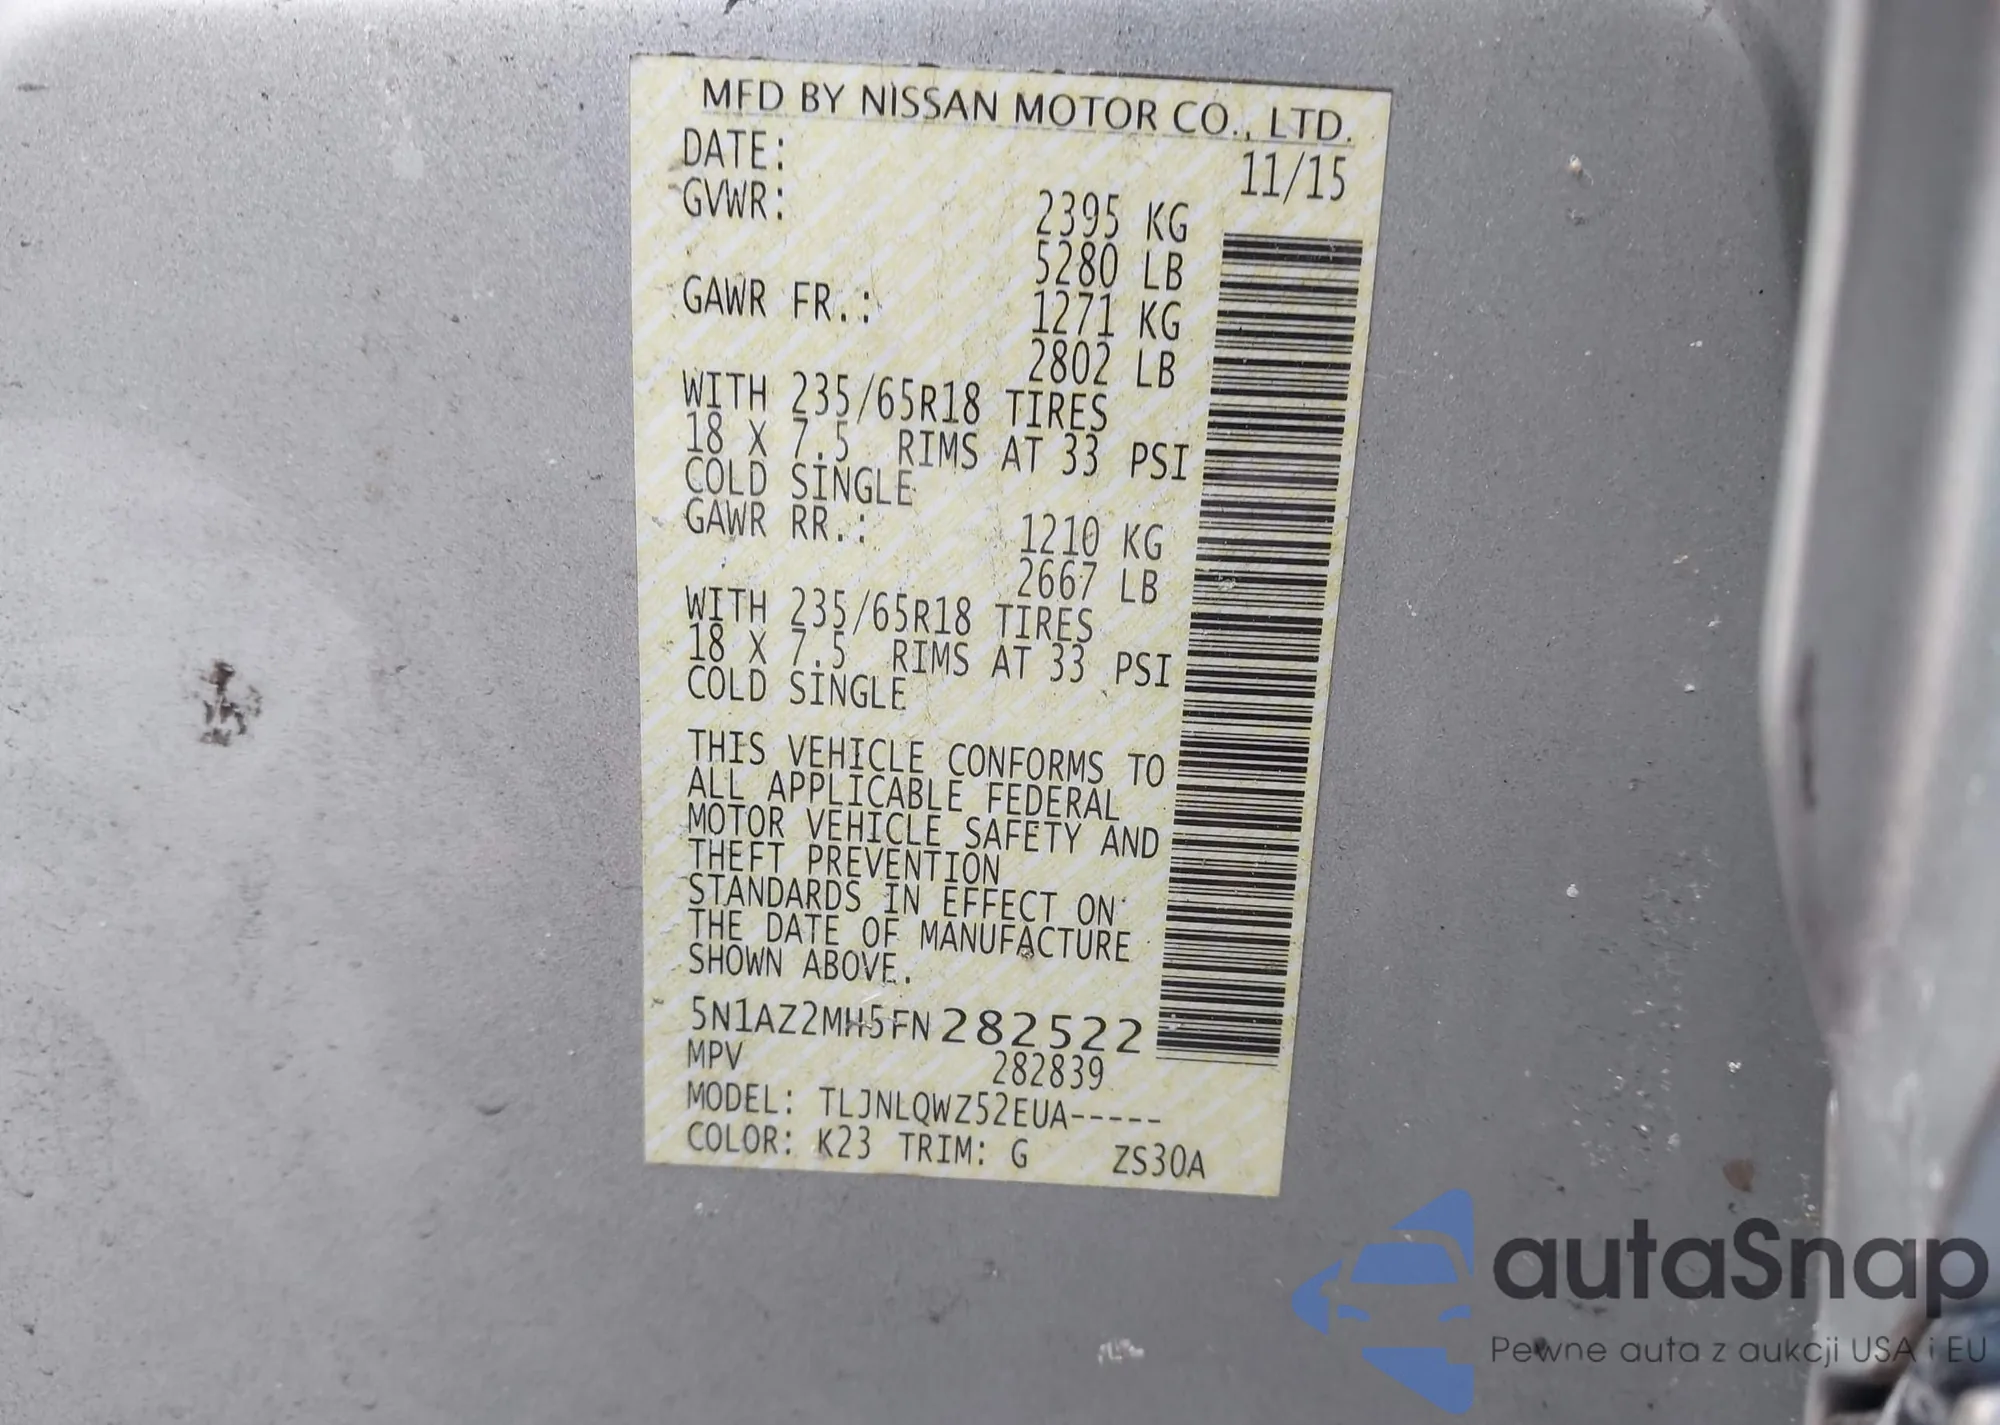 MFD BY NISSAN MOTOR CO., LTD.
DATE: 11/15
GVWR: 2395 KG
5280 LB
GAWR FR.: 1271 KG
2802 LB
WITH 235/65R18 TIRES
18 X 7.5 RIMS AT 33 PSI
COLD SINGLE
GAWR RR.: 1210 KG
2667 LB
WITH 235/65R18 TIRES
18 X 7.5 RIMS AT 33 PSI
COLD SINGLE
THIS VEHICLE CONFORMS TO
ALL APPLICABLE FEDERAL
MOTOR VEHICLE SAFETY AND
THEFT PREVENTION
STANDARDS IN EFFECT ON
THE DATE OF MANUFACTURE
SHOWN ABOVE.
5N1AZ2MH5FN282522
MPV 282839
MODEL: TLJNLQWZ52EUA-----
COLOR: K23 TRIM: G ZS30A
autaSnap
Pewne auta z aukcji USA i EU